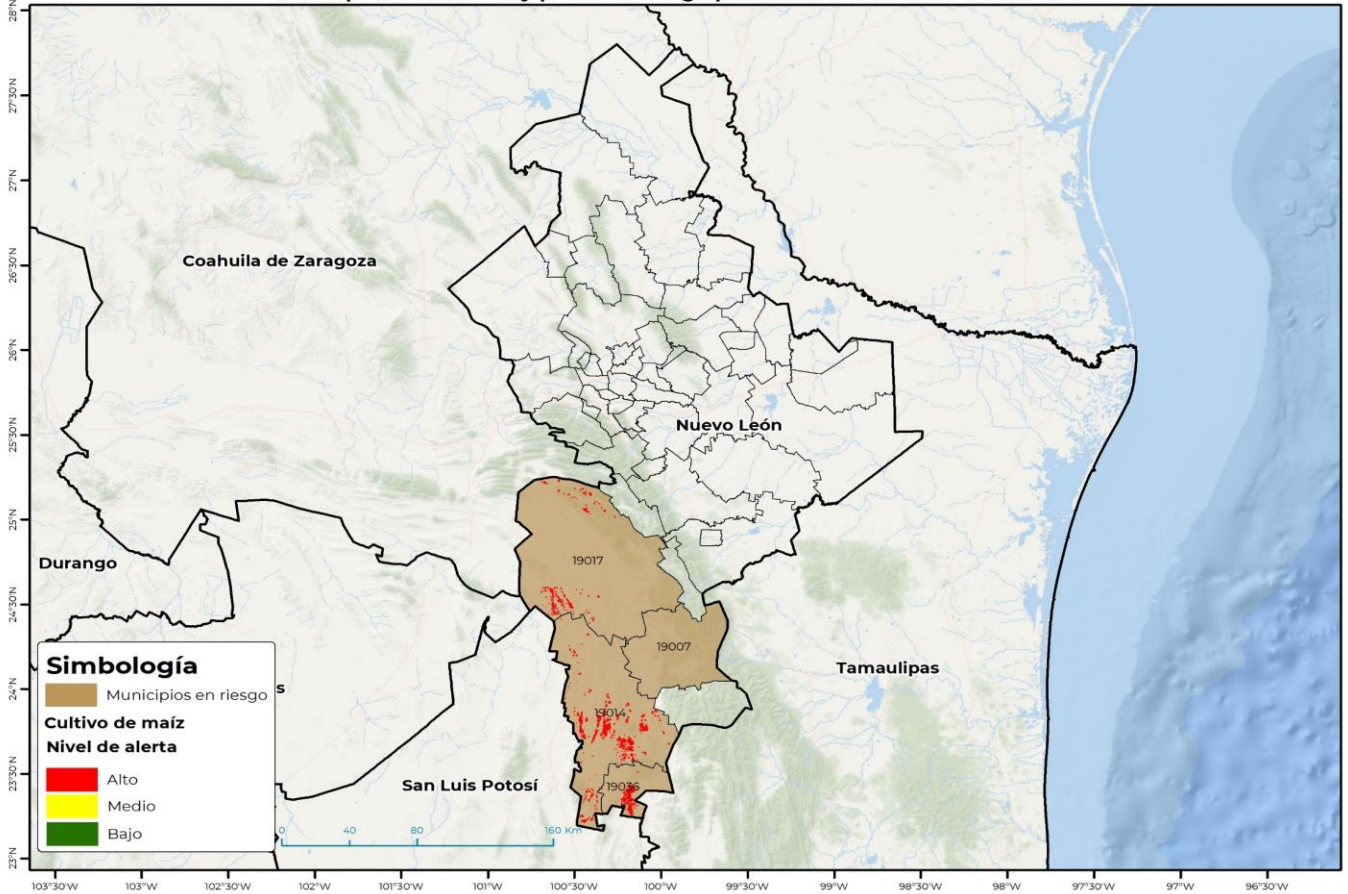 28°N
27°30'N
27°N
26°30'N
26°N
25°30'N
25°N
24°30'N
24°N
23°30'N
23°N
Coahuila de Zaragoza
Nuevo León
Durango
Tamaulipas
San Luis Potosí
s
19017
19007
19014
19036
Simbología
Municipios en riesgo
Cultivo de maíz
Nivel de alerta
Alto
Medio
Bajo
0 40 80 160 Km
103°30'W 103°W 102°30'W 102°W 101°30'W 101°W 100°30'W 100°W 99°30'W 99°W 98°30'W 98°W 97°30'W 97°W 96°30'W